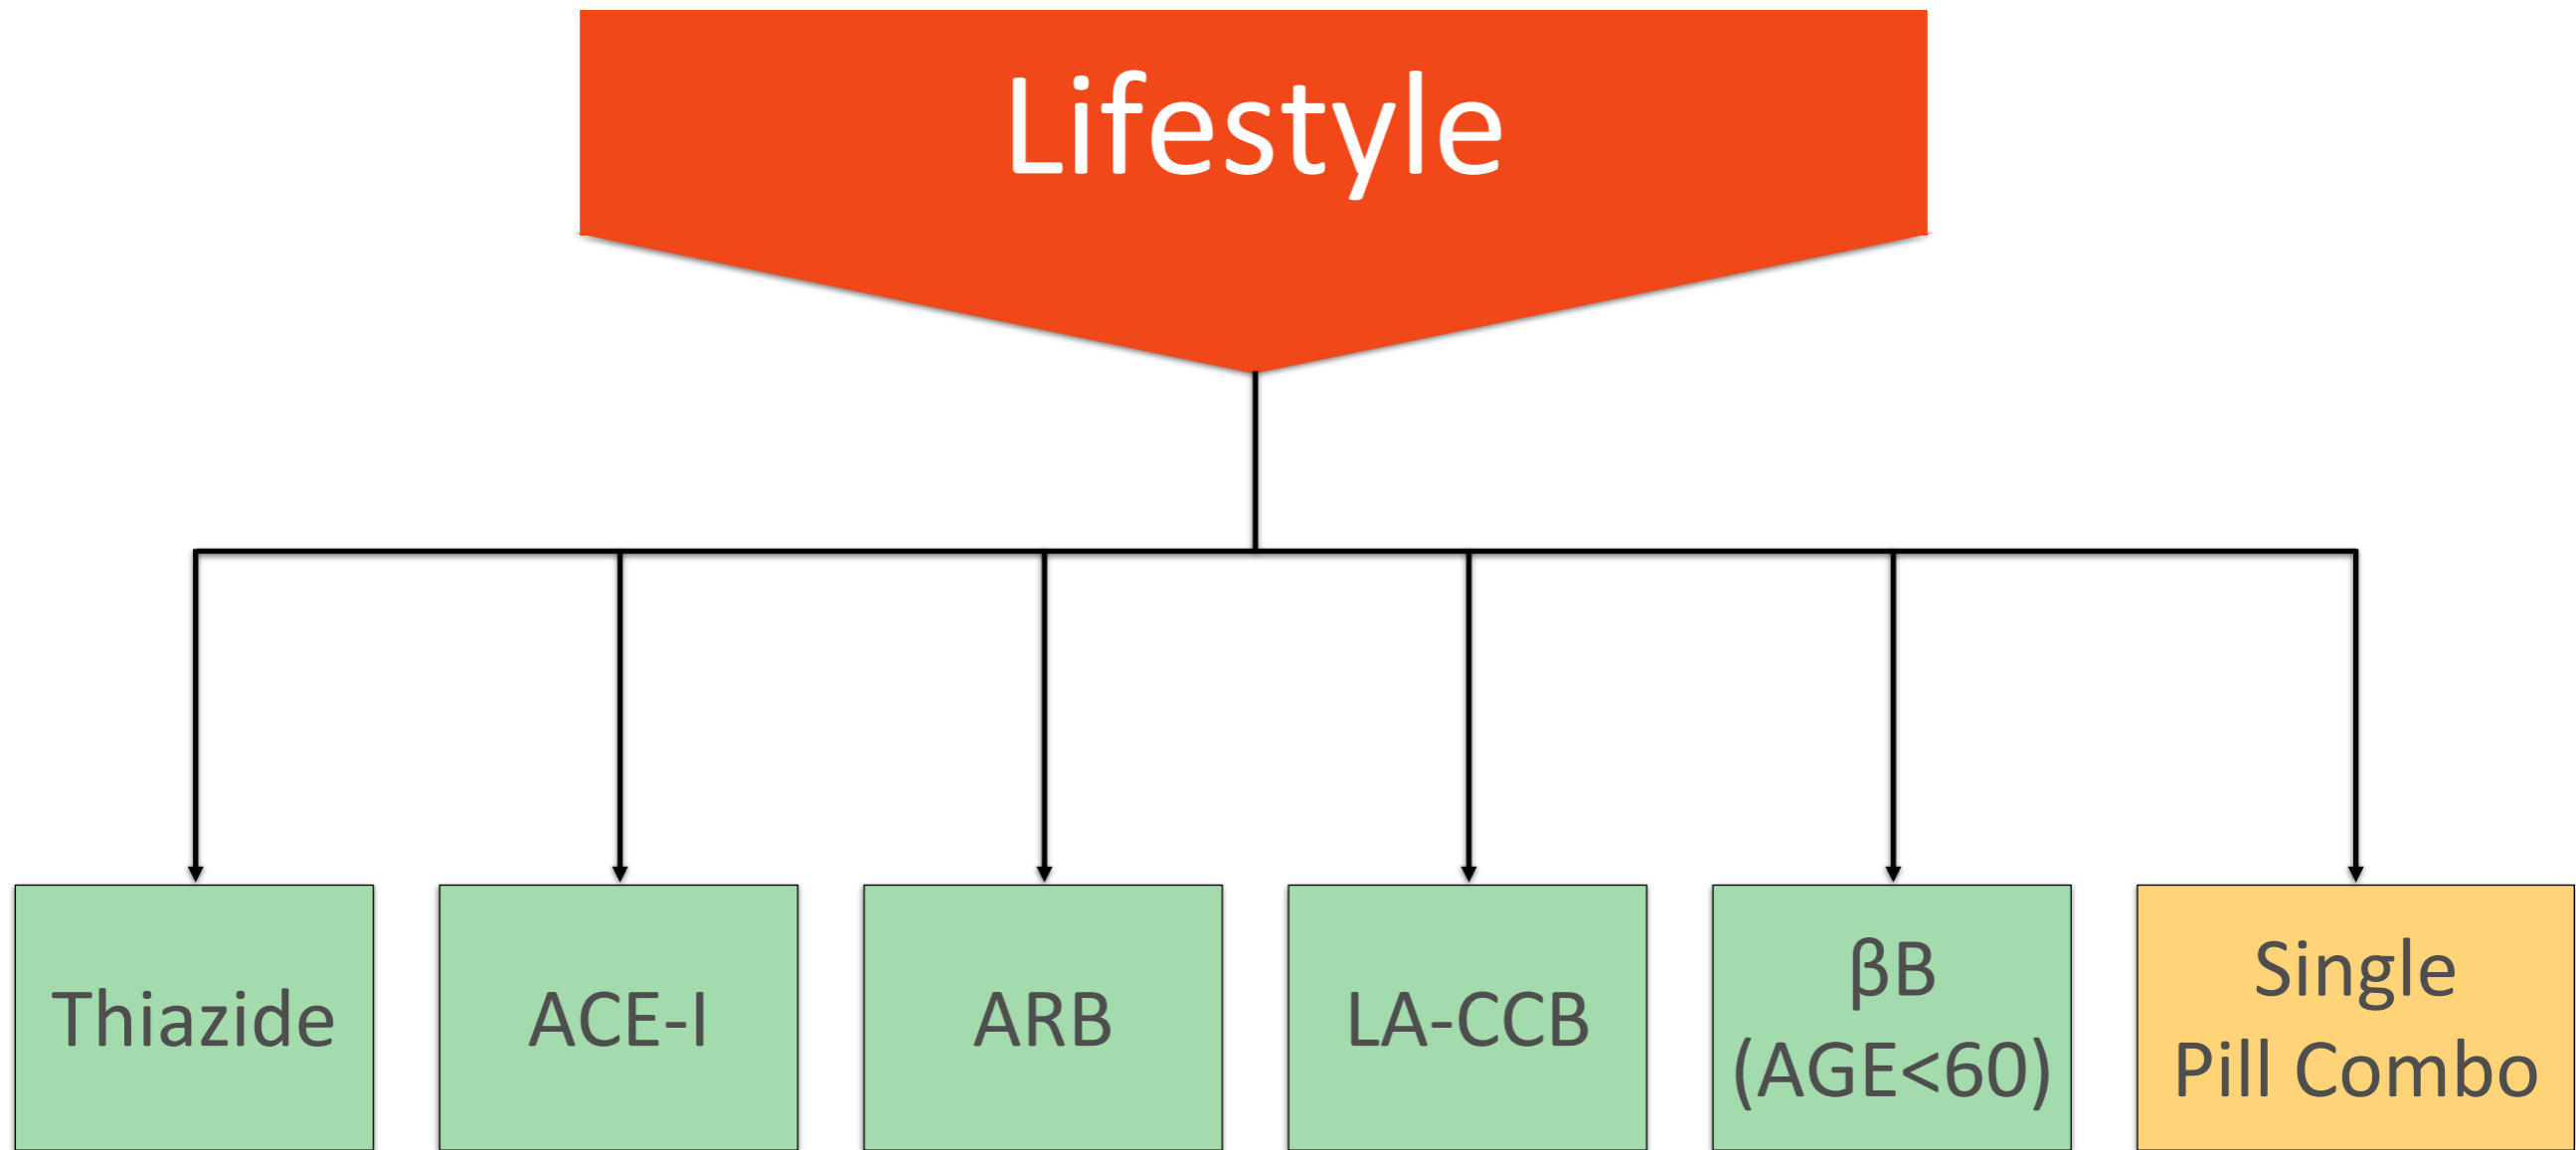 Lifestyle
Thiazide
ACE-I
ARB
LA-CCB
βB
(AGE<60)
Single
Pill Combo